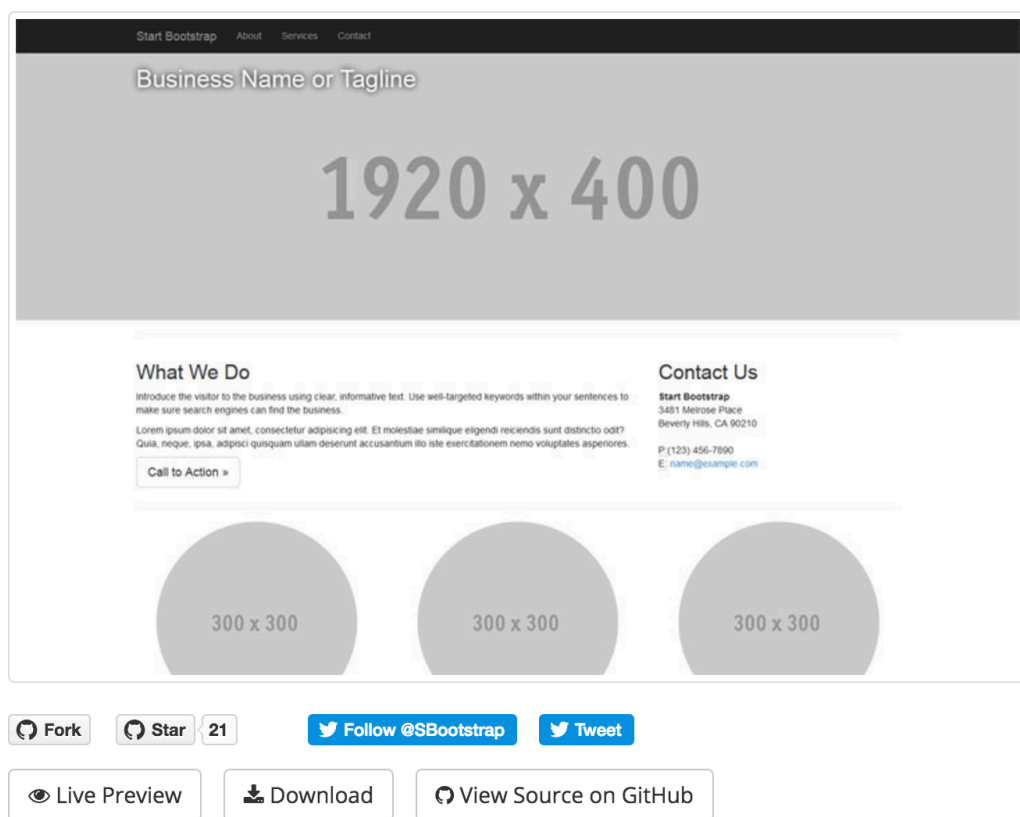 Start Bootstrap About Services Contact
Business Name or Tagline
1920 x 400
What We Do
Introduce the visitor to the business using clear, informative text. Use well-targeted keywords within your sentences to
make sure search engines can find the business.
Lorem ipsum dolor sit amet, consectetur adipisicing elit. Et molestiae similique eligendi reiciendis sunt distinctio odit?
Quia, neque, ipsa, adipisci quisquam ullam deserunt accusantium illo iste exercitationem nemo voluptates asperiores.
Call to Action »
Contact Us
Start Bootstrap
3481 Melrose Place
Beverly Hills, CA 90210
P:(123) 456-7890
E: name@example.com
300 x 300 300 x 300 300 x 300
Fork Star 21 Follow @SBootstrap Tweet
Live Preview Download View Source on GitHub